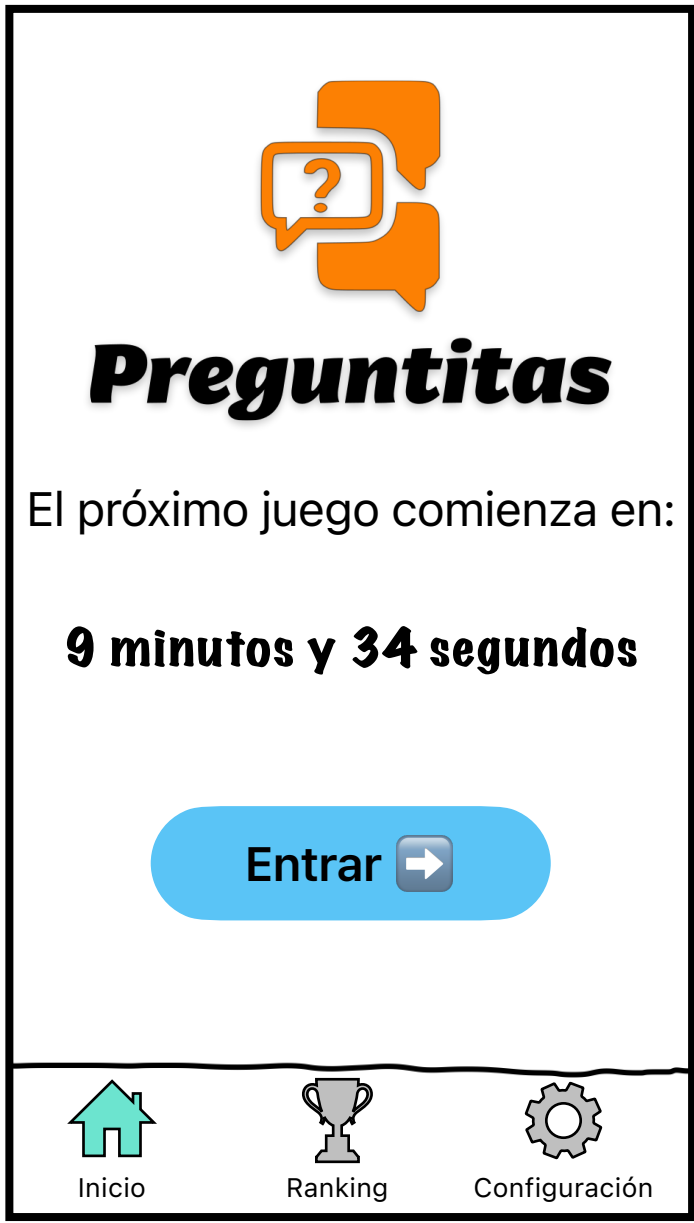 ?
Preguntitas
El próximo juego comienza en:
9 minutos y 34 segundos
Entrar ➡️
Inicio
Ranking
Configuración